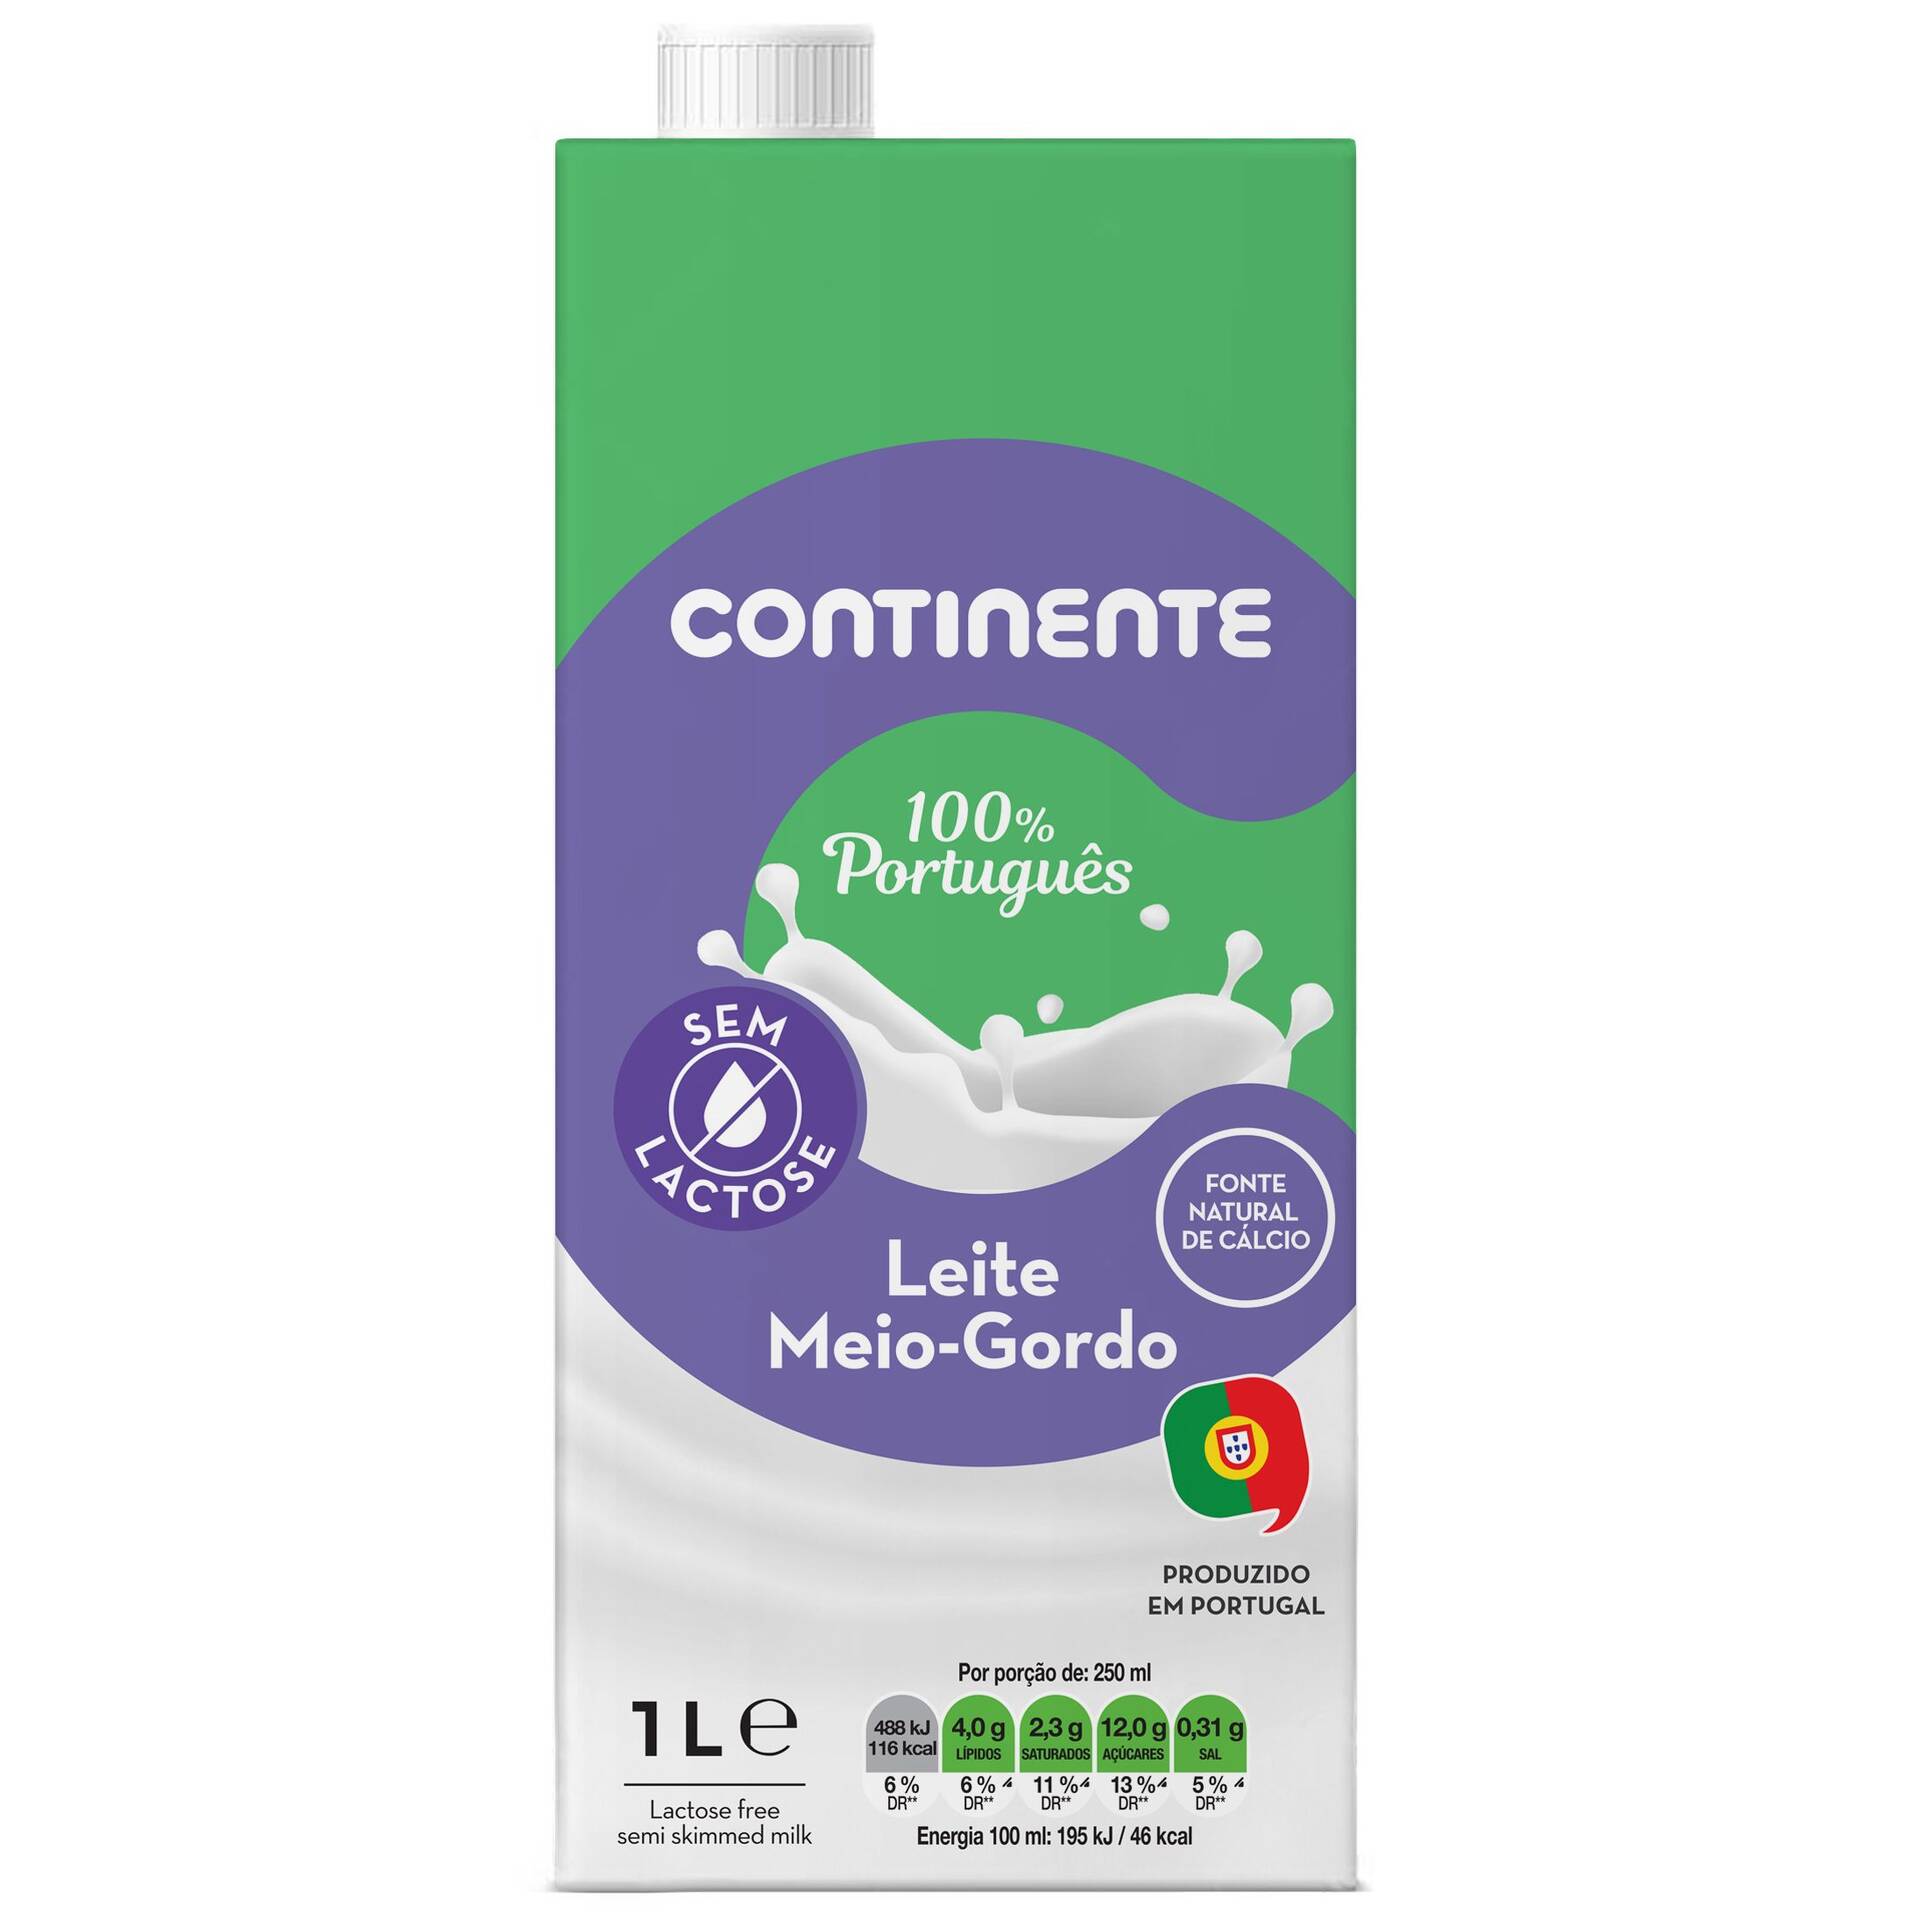 CONTINENTE
100%
Português
SEM
LACTOSE
FONTE
NATURAL
DE CÁLCIO
Leite
Meio-Gordo
PRODUZIDO
EM PORTUGAL
Por porção de: 250 ml
488 kJ 4,0 g 2,3 g 12,0 g 0,31 g
116 kcal LÍPIDOS SATURADOS AÇÚCARES SAL
6 % 6 % 11 % 13 % 5 %
DR** DR** DR** DR** DR**
Energia 100 ml: 195 kJ / 46 kcal
1 L e
Lactose free
semi skimmed milk